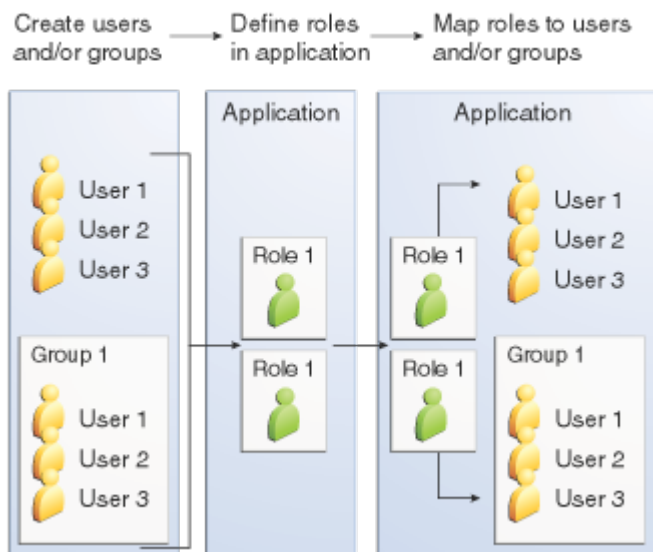 Create users
and/or groups
Define roles
in application
Map roles to users
and/or groups
User 1
User 2
User 3
Group 1
User 1
User 2
User 3
Application
Role 1
Role 1
Application
Role 1
Role 1
User 1
User 2
User 3
Group 1
User 1
User 2
User 3